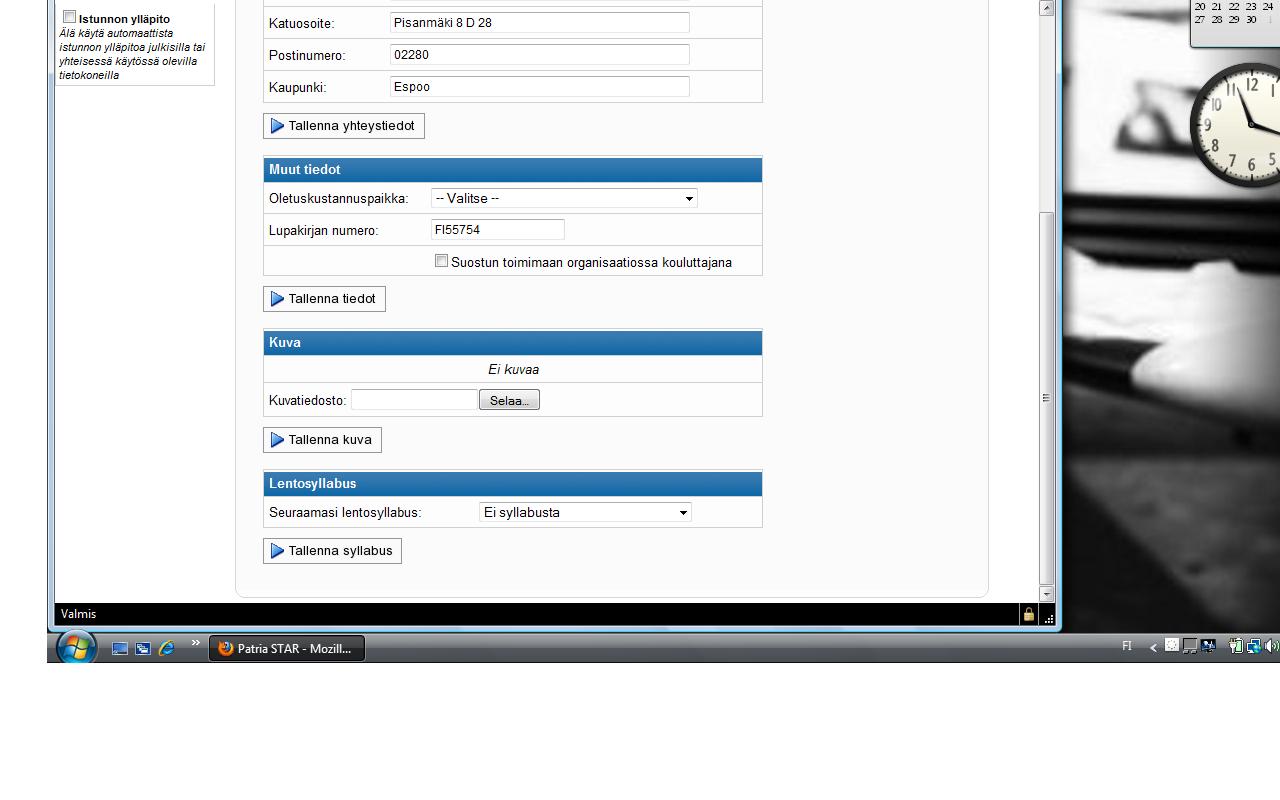 Istunnon ylläpito
Älä käytä automaattista
istunnon ylläpitoa julkisilla tai
yhteisessä käytössä olevilla
tietokoneilla
Katuosoite: Pisanmäki 8 D 28
Postinumero: 02280
Kaupunki: Espoo
Tallenna yhteystiedot
Muut tiedot
Oletuskustannuspaikka: -- Valitse --
Lupakirjan numero: FI55754
Suostun toimimaan organisaatiossa kouluttajana
Tallenna tiedot
Kuva
Ei kuvaa
Kuvatiedosto: Selaa...
Tallenna kuva
Lentosyllabus
Seuraamasi lentosyllabus: Ei syllabusta
Tallenna syllabus
Valmis
20 21 22 23 24
27 28 29 30 1
11 12 1
10
9
8
7 6 5
» Patria STAR - Mozill... FI <